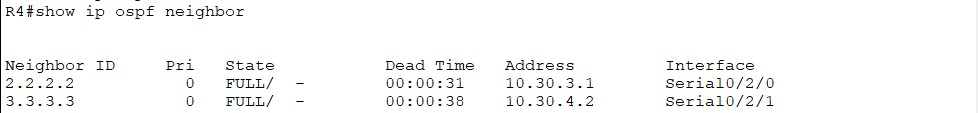 R4#show ip ospf neighbor
Neighbor ID     Pri   State           Dead Time   Address         Interface
2.2.2.2           0   FULL/  -        00:00:31    10.30.3.1       Serial0/2/0
3.3.3.3           0   FULL/  -        00:00:38    10.30.4.2       Serial0/2/1